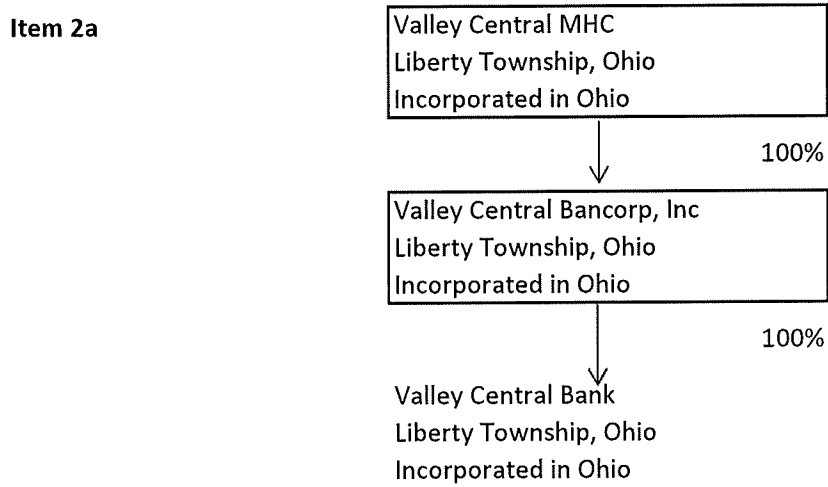 Item 2a
Valley Central MHC
Liberty Township, Ohio
Incorporated in Ohio
100%
Valley Central Bancorp, Inc
Liberty Township, Ohio
Incorporated in Ohio
100%
Valley Central Bank
Liberty Township, Ohio
Incorporated in Ohio